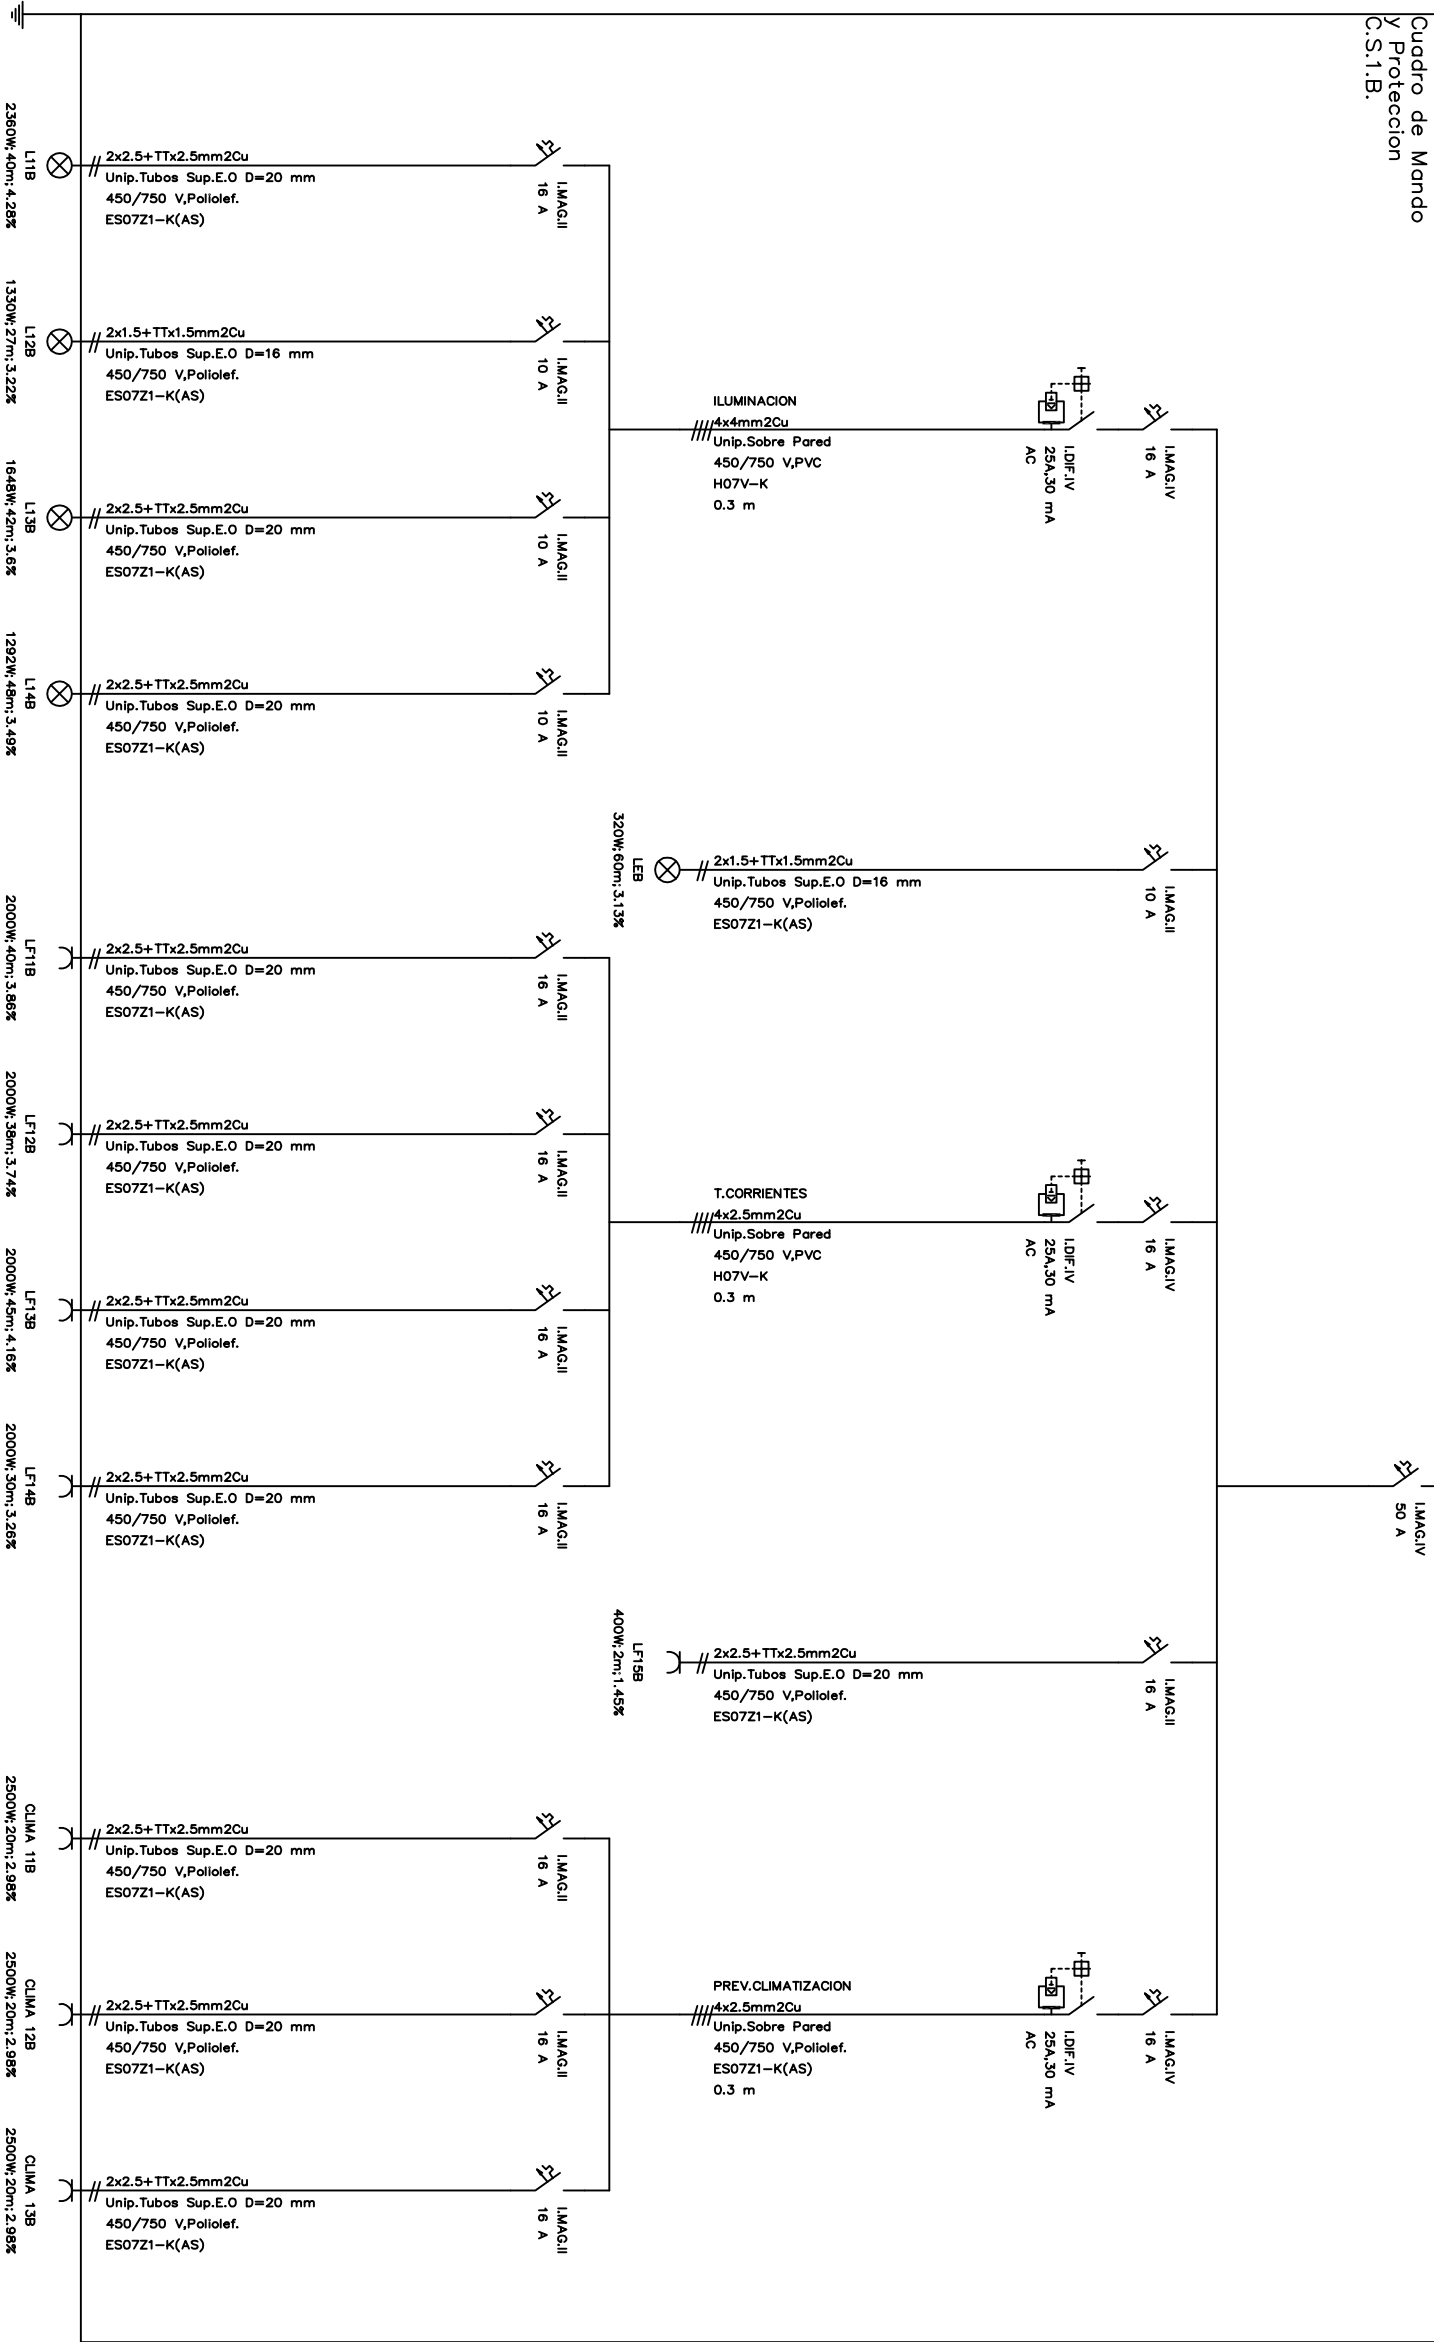 Cuadro de Mando
y Proteccion
C.S.1.B.
I.MAG.IV
50 A
I.MAG.IV
16 A
I.DIF.IV
25A,30 mA
AC
ILUMINACION
4x4mm2Cu
Unip.Sobre Pared
450/750 V,PVC
H07V-K
0.3 m
I.MAG.II
16 A
2x2.5+TTx2.5mm2Cu
Unip.Tubos Sup.E.O D=20 mm
450/750 V,Poliolef.
ES07Z1-K(AS)
L11B
2360W;40m;4.28%
I.MAG.II
10 A
2x1.5+TTx1.5mm2Cu
Unip.Tubos Sup.E.O D=16 mm
450/750 V,Poliolef.
ES07Z1-K(AS)
L12B
1330W;27m;3.22%
I.MAG.II
10 A
2x2.5+TTx2.5mm2Cu
Unip.Tubos Sup.E.O D=20 mm
450/750 V,Poliolef.
ES07Z1-K(AS)
L13B
1648W;42m;3.6%
I.MAG.II
10 A
2x2.5+TTx2.5mm2Cu
Unip.Tubos Sup.E.O D=20 mm
450/750 V,Poliolef.
ES07Z1-K(AS)
L14B
1292W;48m;3.49%
I.MAG.II
10 A
2x1.5+TTx1.5mm2Cu
Unip.Tubos Sup.E.O D=16 mm
450/750 V,Poliolef.
ES07Z1-K(AS)
LEB
320W;60m;3.13%
I.MAG.IV
16 A
I.DIF.IV
25A,30 mA
AC
T.CORRIENTES
4x2.5mm2Cu
Unip.Sobre Pared
450/750 V,PVC
H07V-K
0.3 m
I.MAG.II
16 A
2x2.5+TTx2.5mm2Cu
Unip.Tubos Sup.E.O D=20 mm
450/750 V,Poliolef.
ES07Z1-K(AS)
LF11B
2000W;40m;3.86%
I.MAG.II
16 A
2x2.5+TTx2.5mm2Cu
Unip.Tubos Sup.E.O D=20 mm
450/750 V,Poliolef.
ES07Z1-K(AS)
LF12B
2000W;38m;3.74%
I.MAG.II
16 A
2x2.5+TTx2.5mm2Cu
Unip.Tubos Sup.E.O D=20 mm
450/750 V,Poliolef.
ES07Z1-K(AS)
LF13B
2000W;45m;4.16%
I.MAG.II
16 A
2x2.5+TTx2.5mm2Cu
Unip.Tubos Sup.E.O D=20 mm
450/750 V,Poliolef.
ES07Z1-K(AS)
LF14B
2000W;30m;3.26%
I.MAG.II
16 A
2x2.5+TTx2.5mm2Cu
Unip.Tubos Sup.E.O D=20 mm
450/750 V,Poliolef.
ES07Z1-K(AS)
LF15B
400W;2m;1.45%
I.MAG.IV
16 A
I.DIF.IV
25A,30 mA
AC
PREV.CLIMATIZACION
4x2.5mm2Cu
Unip.Sobre Pared
450/750 V,Poliolef.
ES07Z1-K(AS)
0.3 m
I.MAG.II
16 A
2x2.5+TTx2.5mm2Cu
Unip.Tubos Sup.E.O D=20 mm
450/750 V,Poliolef.
ES07Z1-K(AS)
CLIMA 11B
2500W;20m;2.98%
I.MAG.II
16 A
2x2.5+TTx2.5mm2Cu
Unip.Tubos Sup.E.O D=20 mm
450/750 V,Poliolef.
ES07Z1-K(AS)
CLIMA 12B
2500W;20m;2.98%
I.MAG.II
16 A
2x2.5+TTx2.5mm2Cu
Unip.Tubos Sup.E.O D=20 mm
450/750 V,Poliolef.
ES07Z1-K(AS)
CLIMA 13B
2500W;20m;2.98%